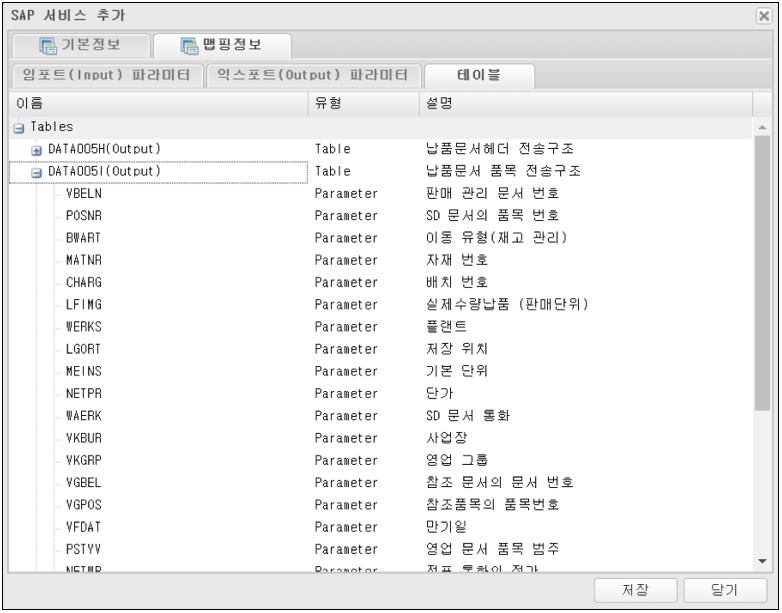 SAP 서비스 추가
기본정보 맵핑정보
임포트(Input) 파라미터 익스포트(Output) 파라미터 테이블
이름 유형 설명
Tables
DATA005H(Output) Table 납품문서헤더 전송구조
DATA005I(Output) Table 납품문서 품목 전송구조
VBELN Parameter 판매 관리 문서 번호
POSNR Parameter SD 문서의 품목 번호
BWART Parameter 이동 유형(재고 관리)
MATNR Parameter 자재 번호
CHARG Parameter 배치 번호
LFIMG Parameter 실제수량납품 (판매단위)
WERKS Parameter 플랜트
LGORT Parameter 저장 위치
MEINS Parameter 기본 단위
NETPR Parameter 단가
WAERK Parameter SD 문서 통화
VKBUR Parameter 사업장
VKGRP Parameter 영업 그룹
VGBEL Parameter 참조 문서의 문서 번호
VGPOS Parameter 참조품목의 품목번호
VFDAT Parameter 만기일
PSTYV Parameter 영업 문서 품목 범주
NETWR Parameter 전표 통화의 정가
저장 닫기